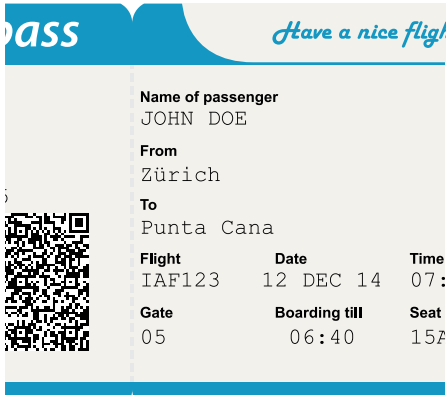 pass
Have a nice fligh
Name of passenger
JOHN DOE
From
Zürich
To
Punta Cana
Flight Date Time
IAF123 12 DEC 14 07:
Gate Boarding till Seat
05 06:40 15A